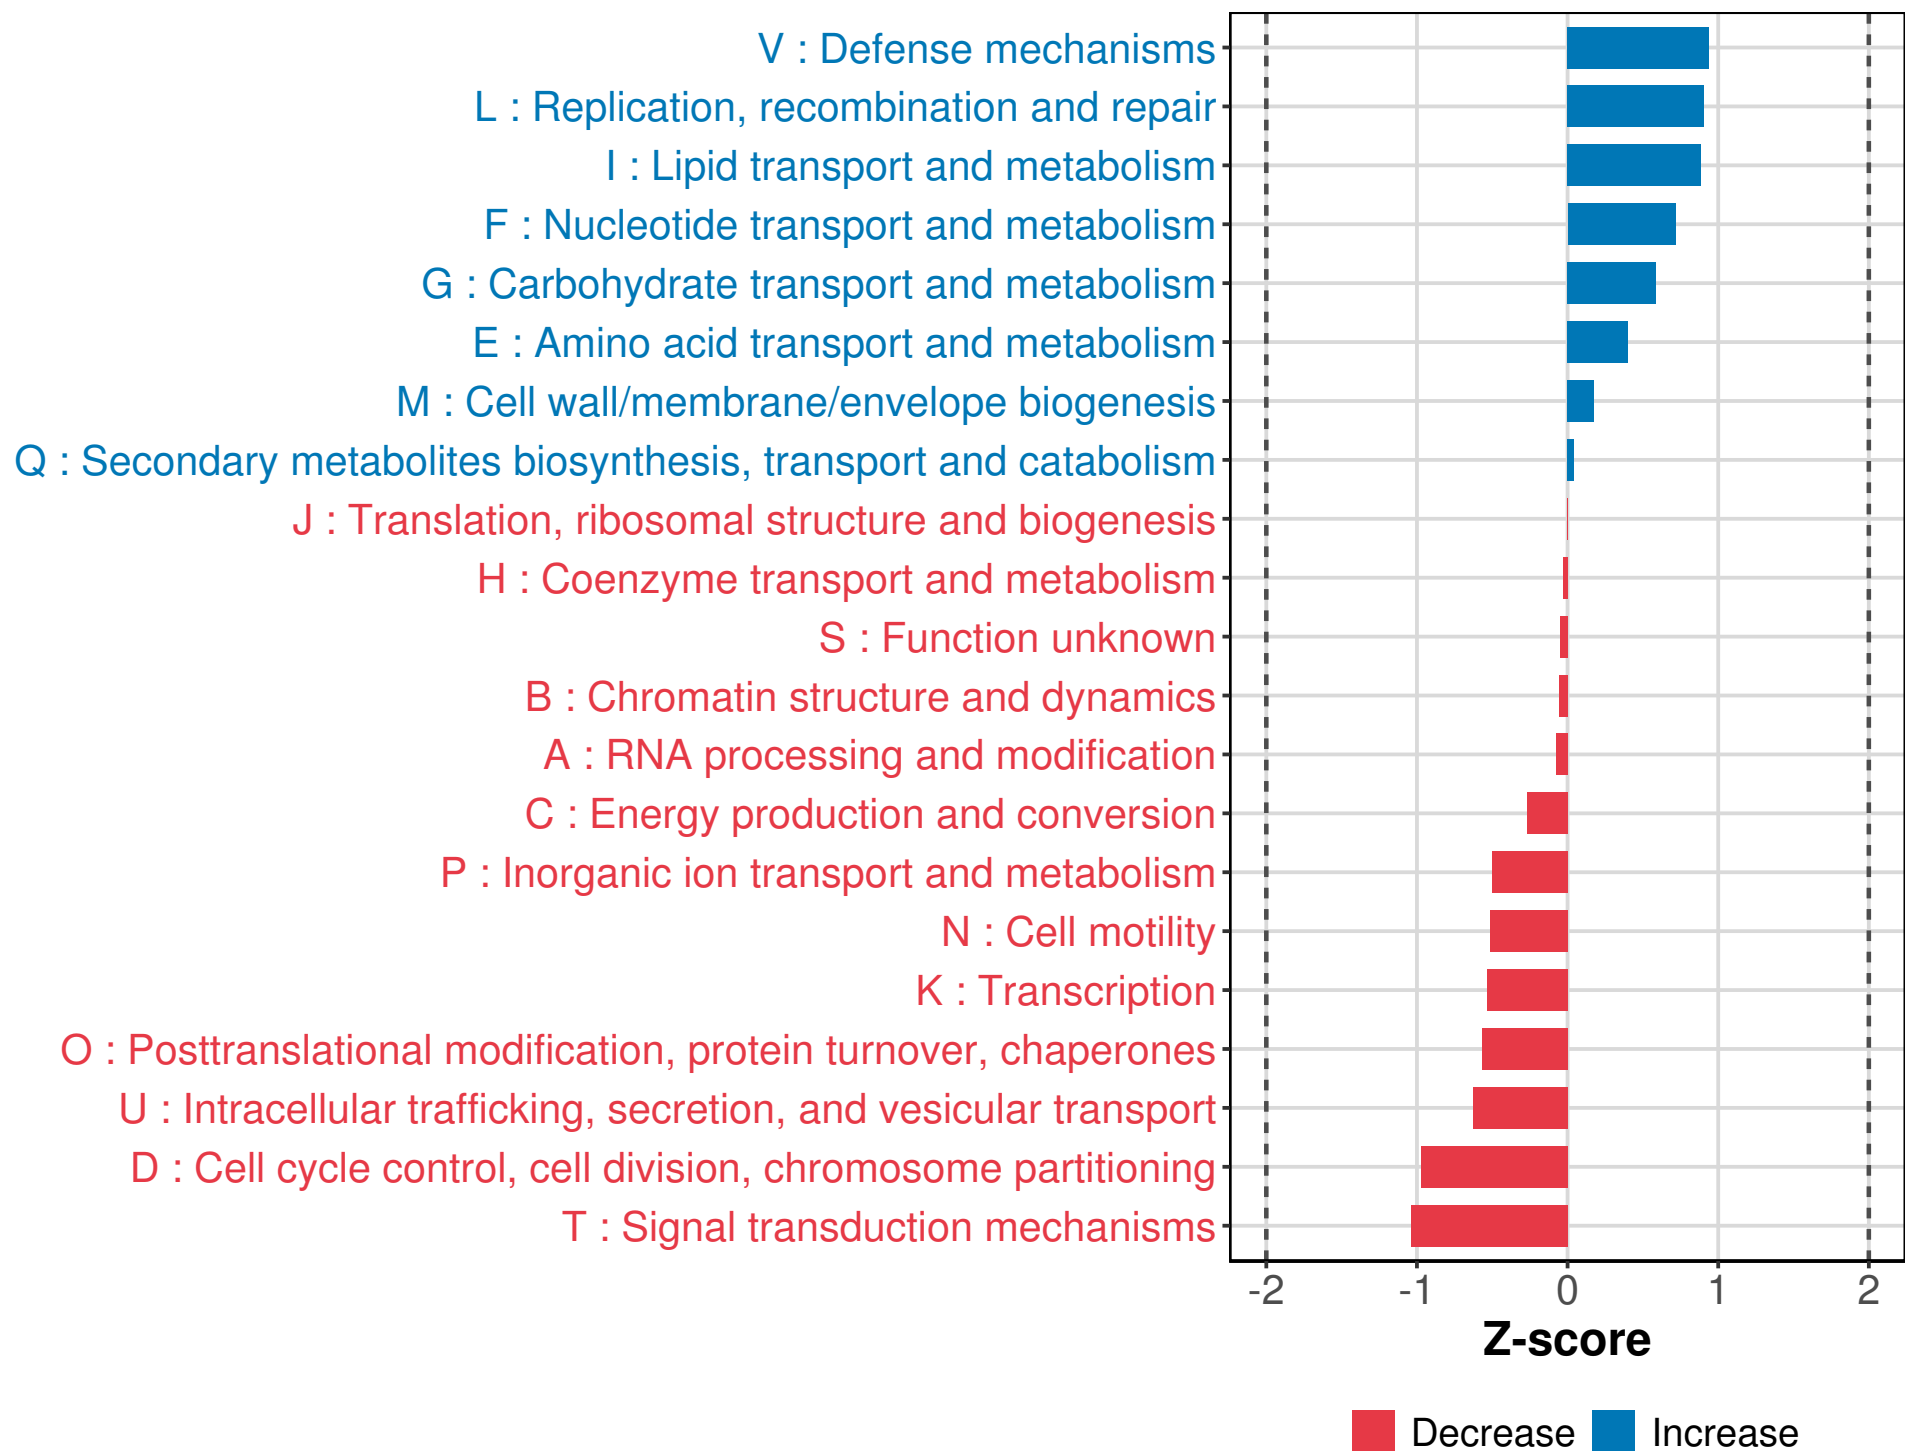 V : Defense mechanisms
L : Replication, recombination and repair
I : Lipid transport and metabolism
F : Nucleotide transport and metabolism
G : Carbohydrate transport and metabolism
E : Amino acid transport and metabolism
M : Cell wall/membrane/envelope biogenesis
Q : Secondary metabolites biosynthesis, transport and catabolism
J : Translation, ribosomal structure and biogenesis
H : Coenzyme transport and metabolism
S : Function unknown
B : Chromatin structure and dynamics
A : RNA processing and modification
C : Energy production and conversion
P : Inorganic ion transport and metabolism
N : Cell motility
K : Transcription
O : Posttranslational modification, protein turnover, chaperones
U : Intracellular trafficking, secretion, and vesicular transport
D : Cell cycle control, cell division, chromosome partitioning
T : Signal transduction mechanisms
-2 -1 0 1 2
Z-score
Decrease Increase